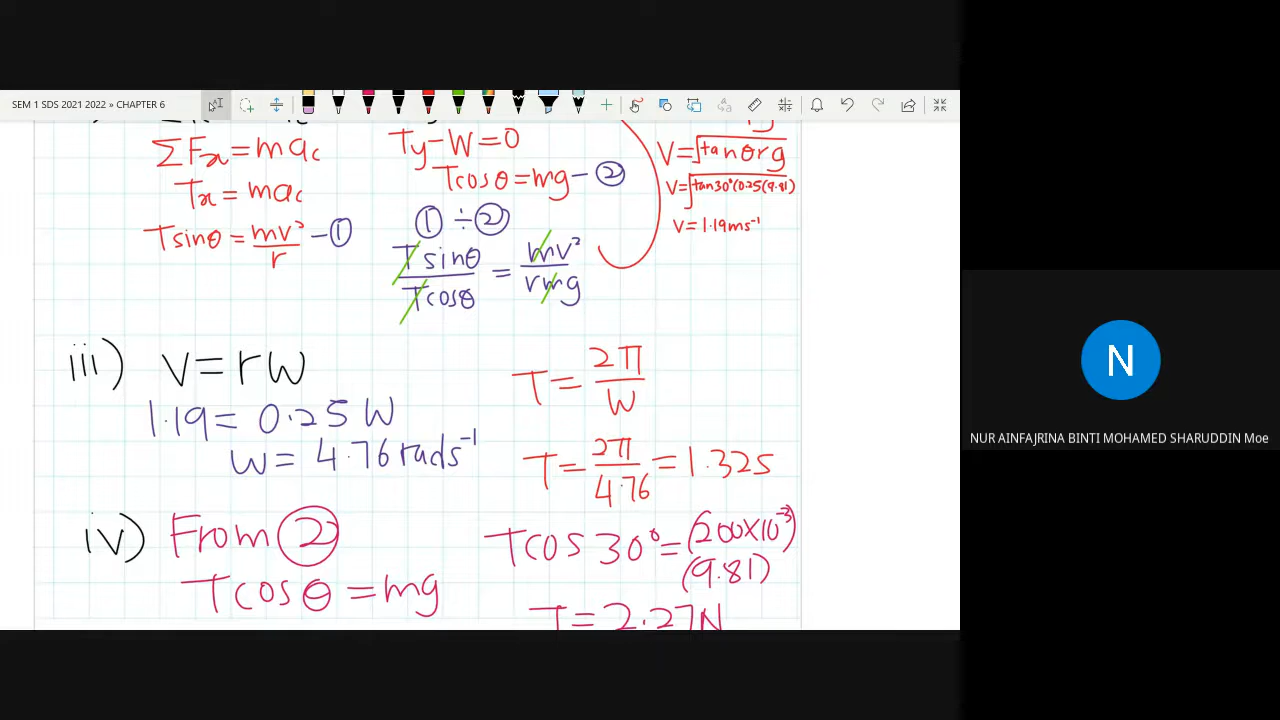 SEM 1 SDS 2021 2022 » CHAPTER 6
ΣFx = mac
Tx = mac
Tsinθ = mv²/r - ①
Ty - W = 0
Tcosθ = mg - ②
① ÷ ②
Tsinθ/Tcosθ = mv²/rmg
V = √tanθrg
V = √tan30°(0.25(9.81)
V = 1.19ms⁻¹
iii) V = rw
1.19 = 0.25 W
W = 4.76 rads⁻¹
T = 2π/W
T = 2π/4.76 = 1.32s
iv) From ②
Tcosθ = mg
Tcos 30° = (200×10⁻³)
(9.81)
T = 2.27N
N
NUR AINFAJRINA BINTI MOHAMED SHARUDDIN Moe